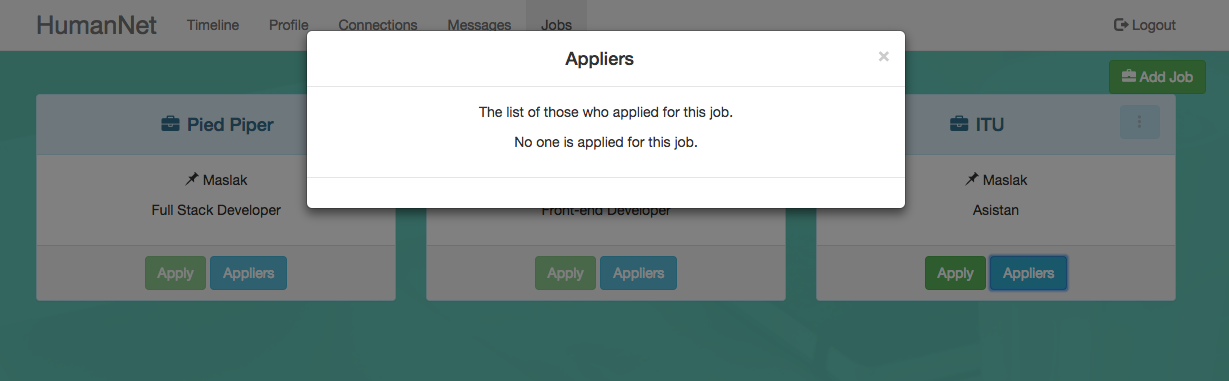 HumanNet Timeline Profile Connections Messages Jobs Logout
Appliers ×
Add Job
The list of those who applied for this job.
No one is applied for this job.
Pied Piper
Maslak
Full Stack Developer
Apply Appliers
Front-end Developer
Apply Appliers
ITU
Maslak
Asistan
Apply Appliers